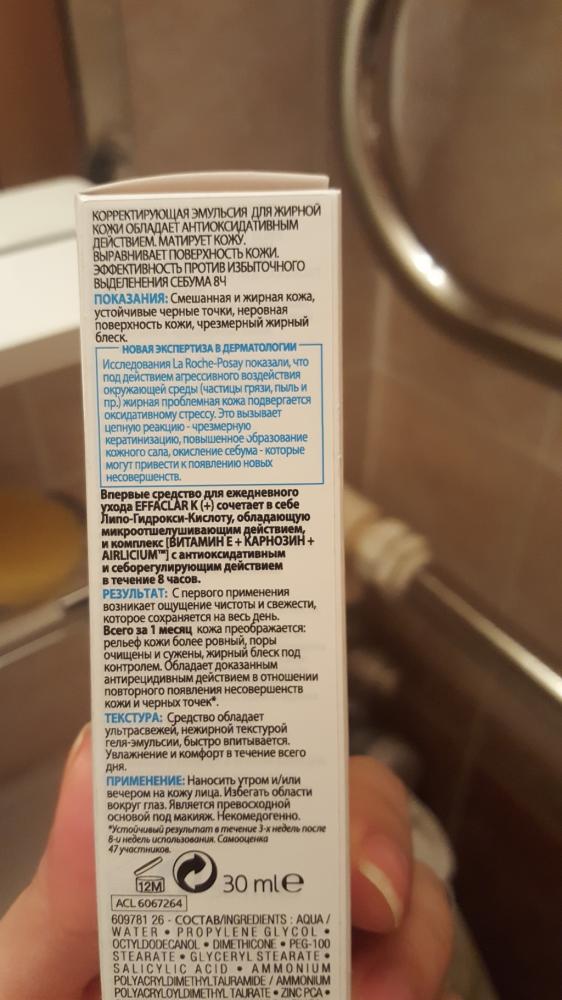 КОРРЕКТИРУЮЩАЯ ЭМУЛЬСИЯ ДЛЯ ЖИРНОЙ
КОЖИ ОБЛАДАЕТ АНТИОКСИДАТИВНЫМ
ДЕЙСТВИЕМ. МАТИРУЕТ КОЖУ.
ВЫРАВНИВАЕТ ПОВЕРХНОСТЬ КОЖИ.
ЭФФЕКТИВНОСТЬ ПРОТИВ ИЗБЫТОЧНОГО
ВЫДЕЛЕНЕНИЯ СЕБУМА 8Ч
ПОКАЗАНИЯ: Смешанная и жирная кожа,
устойчивые черные точки, неровная
поверхность кожи, чрезмерный жирный
блеск.
НОВАЯ ЭКСПЕРТИЗА В ДЕРМАТОЛОГИИ
Исследования La Roche-Posay показали, что
под действием агрессивного воздействия
окружающей среды (частицы грязи, пыль и
пр.) жирная проблемная кожа подвергается
оксидативному стрессу. Это вызывает
цепную реакцию - чрезмерную
кератинизацию, повышенное образование
кожного сала, окисление себума - которые
могут привести к появлению новых
несовершенств.
Впервые средство для ежедневного
ухода EFFACLAR K (+) сочетает в себе
Липо-Гидрокси-Кислоту, обладающую
микроотшелушивающим действием,
и комплекс [ВИТАМИН Е + КАРНОЗИН +
AIRLICIUM™] с антиоксидативным
и себорегулирующим действием
в течение 8 часов.
РЕЗУЛЬТАТ: С первого применения
возникает ощущение чистоты и свежести,
которое сохраняется на весь день.
Всего за 1 месяц кожа преображается:
рельеф кожи более ровный, поры
очищены и сужены, жирный блеск под
контролем. Обладает доказанным
антирецидивным действием в отношении
повторного появления несовершенств
кожи и черных точек*.
ТЕКСТУРА: Средство обладает
ультрасвежей, нежирной текстурой
геля-эмульсии, быстро впитывается.
Увлажнение и комфорт в течение всего
дня.
ПРИМЕНЕНИЕ: Наносить утром и/или
вечером на кожу лица. Избегать области
вокруг глаз. Является превосходной
основой под макияж. Некомедогенно.
*Устойчивый результат в течение 3-х недель после
8-и недель использования. Самооценка
47 участников.
12M 30 ml℮
ACL 6067264
609781 26 - СОСТАВ/INGREDIENTS : AQUA /
WATER • PROPYLENE GLYCOL •
OCTYLDODECANOL • DIMETHICONE • PEG-100
STEARATE • GLYCERYL STEARATE •
SALICYLIC ACID • AMMONIUM
POLYACRYLDIMETHYLTAURAMIDE / AMMONIUM
POLYACRYLOYLDIMETHYL TAURATE • ZINC PCA •